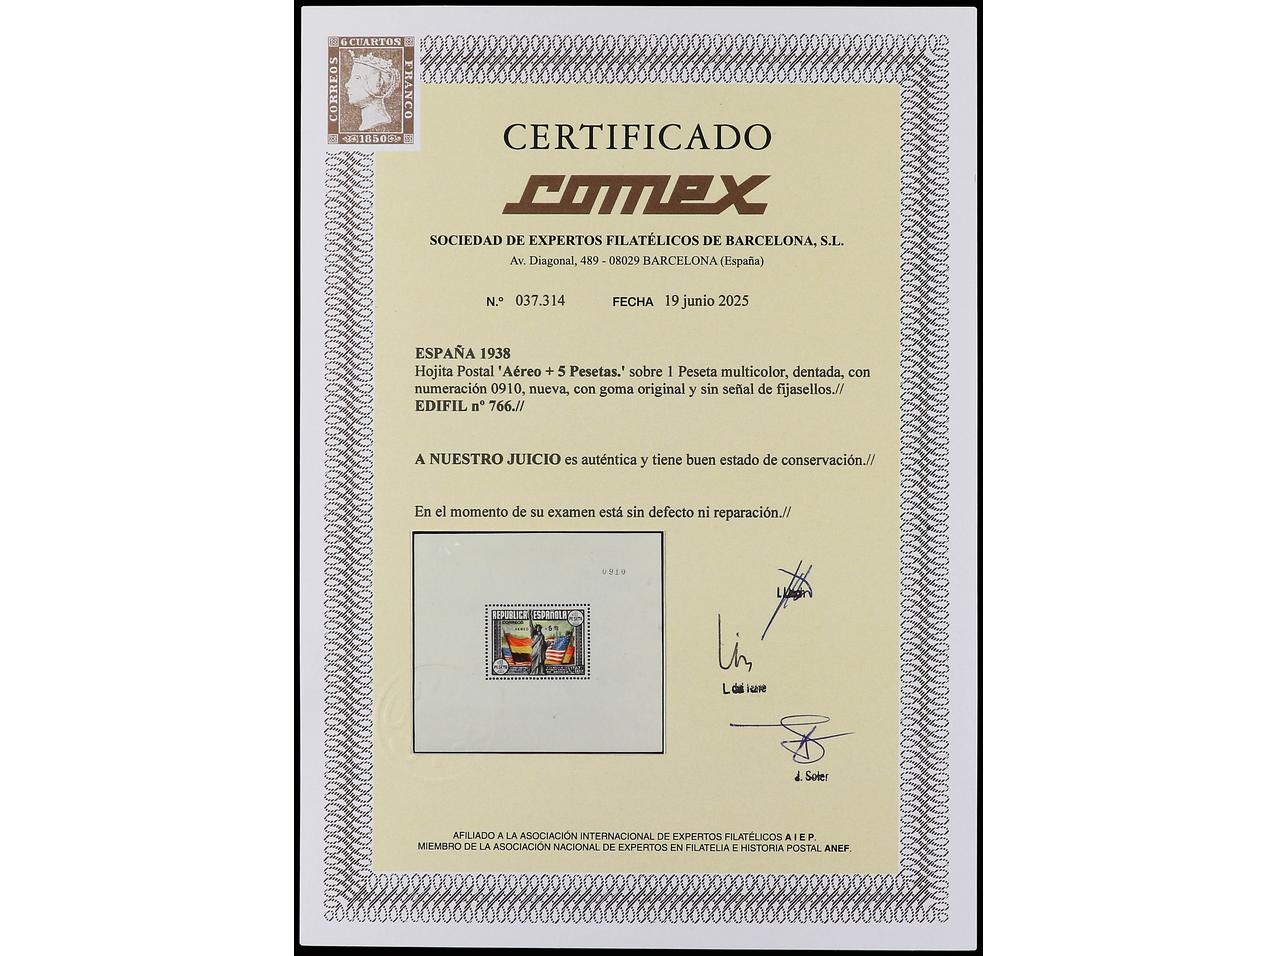 6 CUARTOS
CORREOS
FRANCO
1850
CERTIFICADO
comex
SOCIEDAD DE EXPERTOS FILATÉLICOS DE BARCELONA, S.L.
Av. Diagonal, 489 - 08029 BARCELONA (España)
N.º 037.314 FECHA 19 junio 2025
ESPAÑA 1938
Hojita Postal 'Aéreo + 5 Pesetas.' sobre 1 Peseta multicolor, dentada, con
numeración 0910, nueva, con goma original y sin señal de fijasellos.//
EDIFIL nº 766.//
A NUESTRO JUICIO es auténtica y tiene buen estado de conservación.//
En el momento de su examen está sin defecto ni reparación.//
0910
REPUBLICA ESPAÑOLA
CORREOS
AEREO
J. Soler
AFILIADO A LA ASOCIACIÓN INTERNACIONAL DE EXPERTOS FILATÉLICOS A I E P.
MIEMBRO DE LA ASOCIACIÓN NACIONAL DE EXPERTOS EN FILATELIA E HISTORIA POSTAL ANEF.